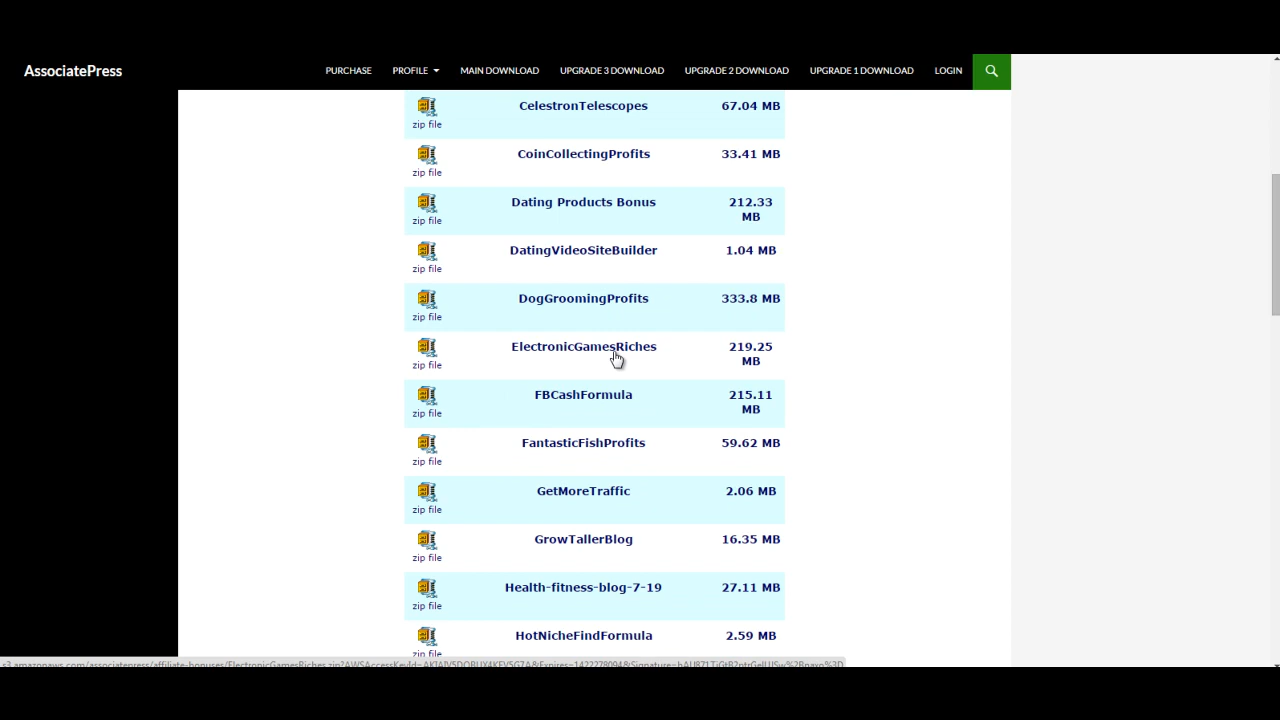 AssociatePress
PURCHASE PROFILE MAIN DOWNLOAD UPGRADE 3 DOWNLOAD UPGRADE 2 DOWNLOAD UPGRADE 1 DOWNLOAD LOGIN
CelestronTelescopes 67.04 MB
zip file
CoinCollectingProfits 33.41 MB
zip file
Dating Products Bonus 212.33
MB
zip file
DatingVideoSiteBuilder 1.04 MB
zip file
DogGroomingProfits 333.8 MB
zip file
ElectronicGamesRiches 219.25
MB
zip file
FBCashFormula 215.11
MB
zip file
FantasticFishProfits 59.62 MB
zip file
GetMoreTraffic 2.06 MB
zip file
GrowTallerBlog 16.35 MB
zip file
Health-fitness-blog-7-19 27.11 MB
zip file
HotNicheFindFormula 2.59 MB
zip file